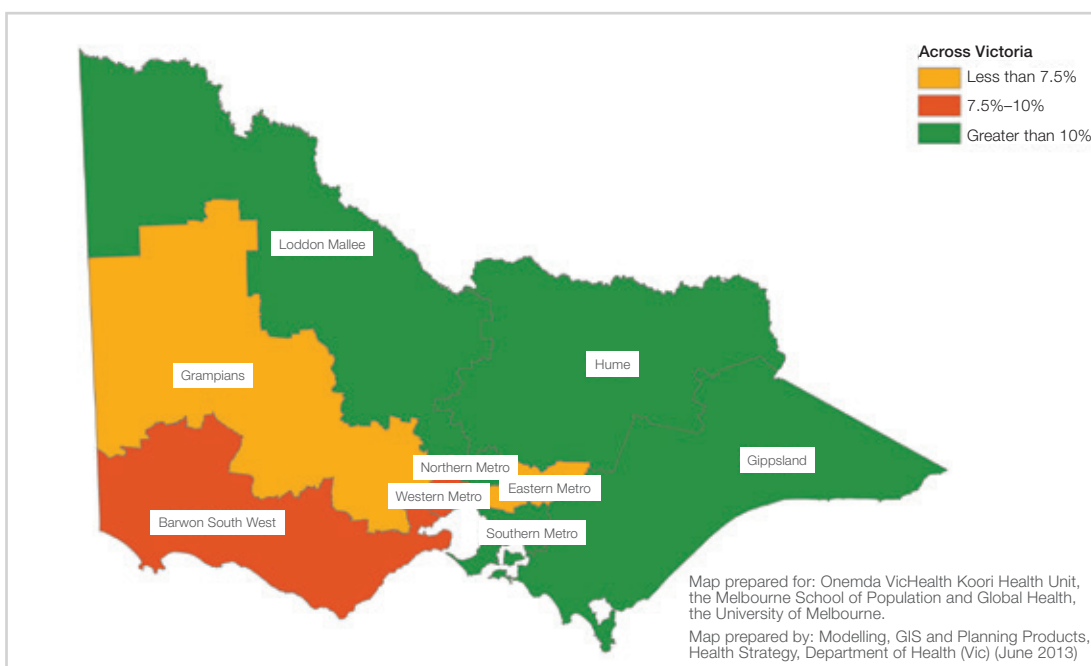 Across Victoria
Less than 7.5%
7.5%–10%
Greater than 10%
Loddon Mallee
Hume
Grampians
Gippsland
Northern Metro
Eastern Metro
Western Metro
Barwon South West
Southern Metro
Map prepared for: Onemda VicHealth Koori Health Unit,
the Melbourne School of Population and Global Health,
the University of Melbourne.
Map prepared by: Modelling, GIS and Planning Products,
Health Strategy, Department of Health (Vic) (June 2013)